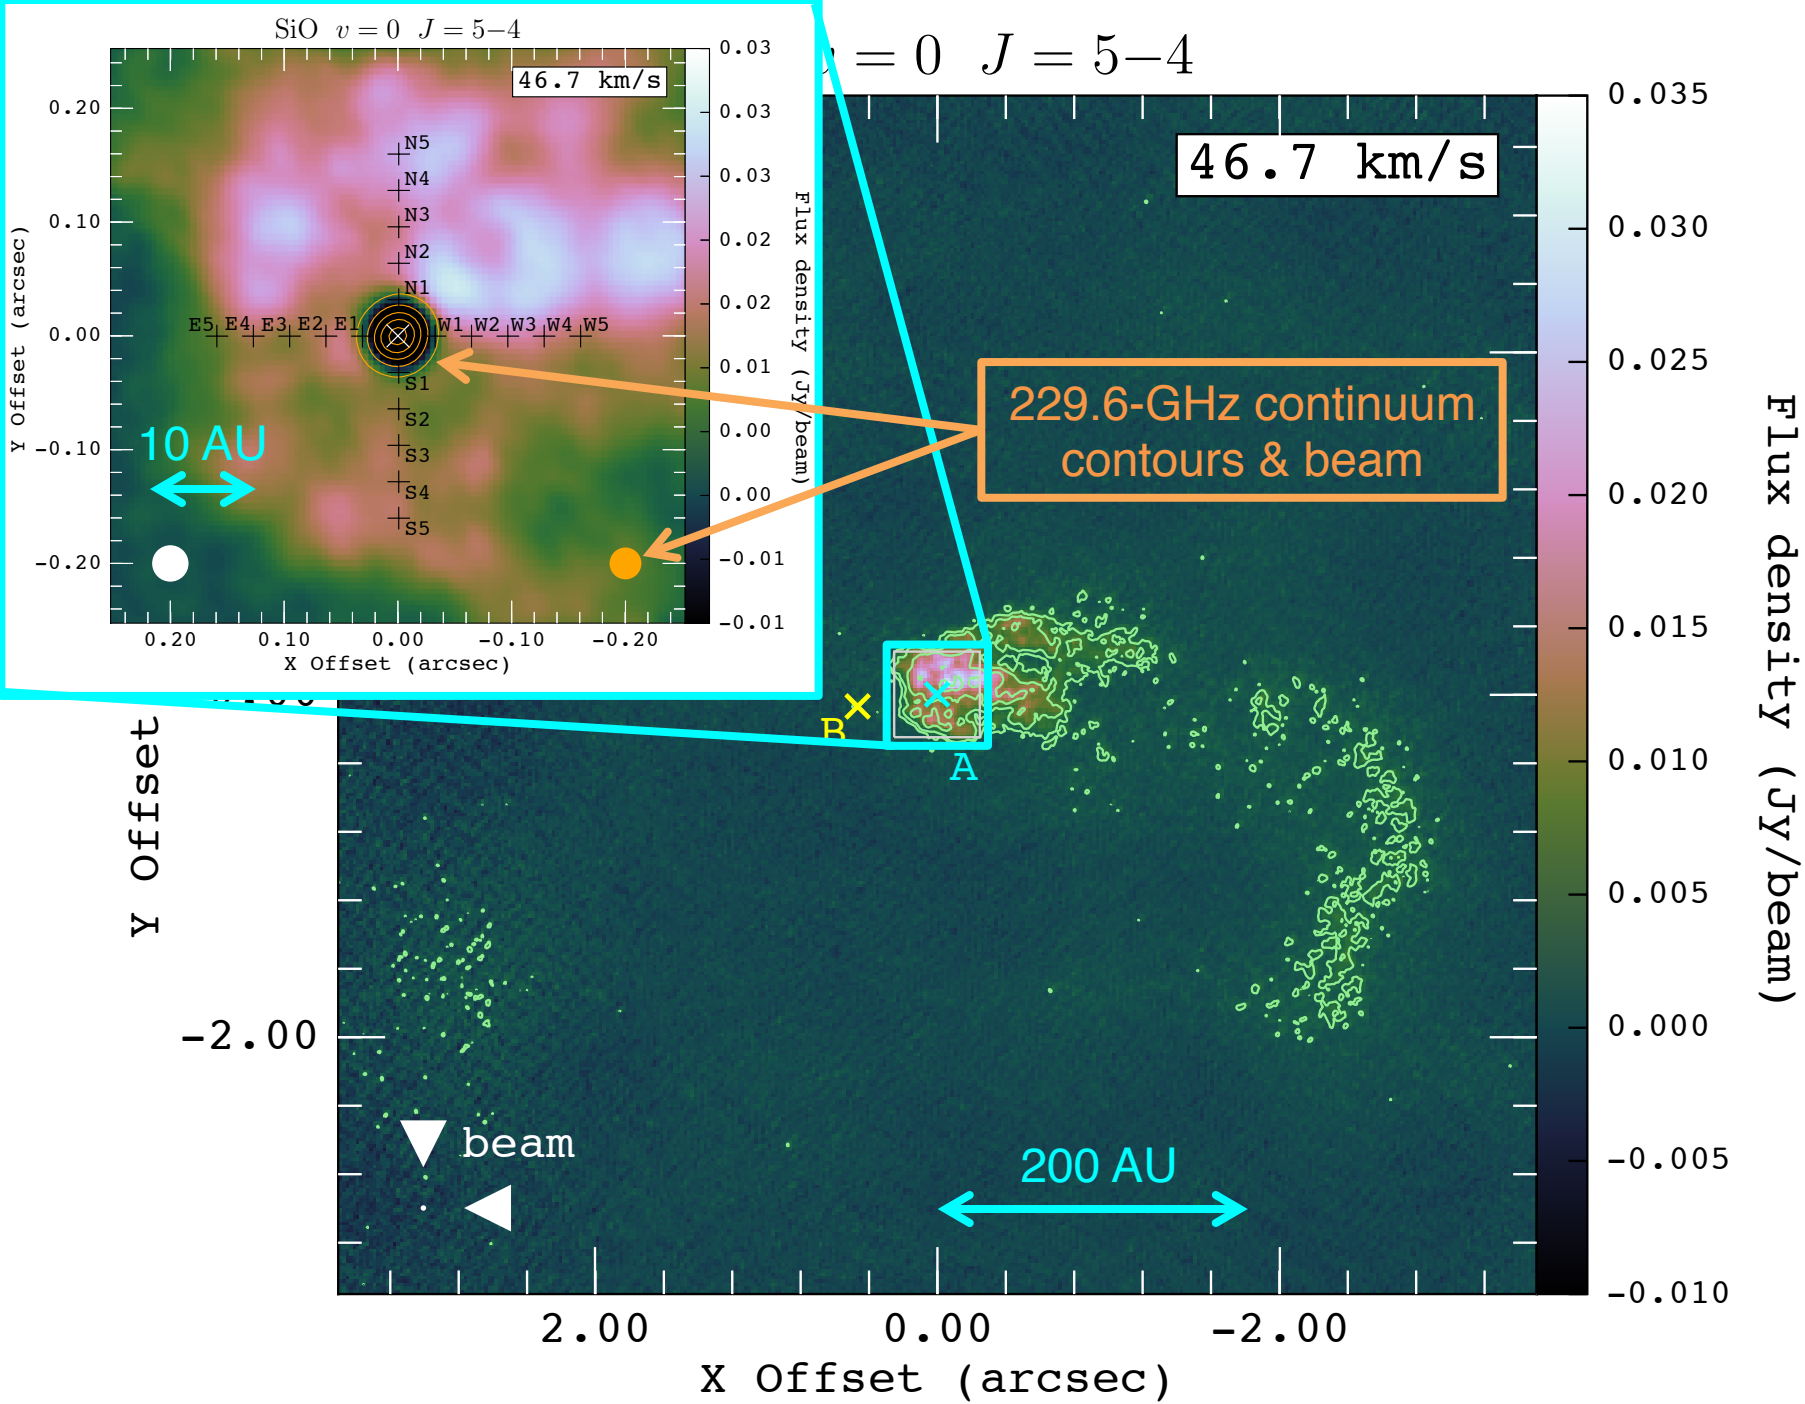 SiO v = 0 J = 5−4
46.7 km/s
0.20
0.10
0.00
−0.10
−0.20
Y Offset (arcsec)
N5
N4
N3
N2
N1
E5 E4 E3 E2 E1 W1 W2 W3 W4 W5
S1
S2
S3
S4
S5
10 AU
0.20 0.10 0.00 −0.10 −0.20
X Offset (arcsec)
0.03
0.03
0.03
0.02
0.02
0.01
0.00
0.00
−0.01
−0.01
Flux density (Jy/beam)
= 0 J = 5−4
46.7 km/s
229.6-GHz continuum
contours & beam
B
A
Y Offset
−2.00
beam
200 AU
2.00 0.00 −2.00
X Offset (arcsec)
0.035
0.030
0.025
0.020
0.015
0.010
0.005
0.000
−0.005
−0.010
Flux density (Jy/beam)